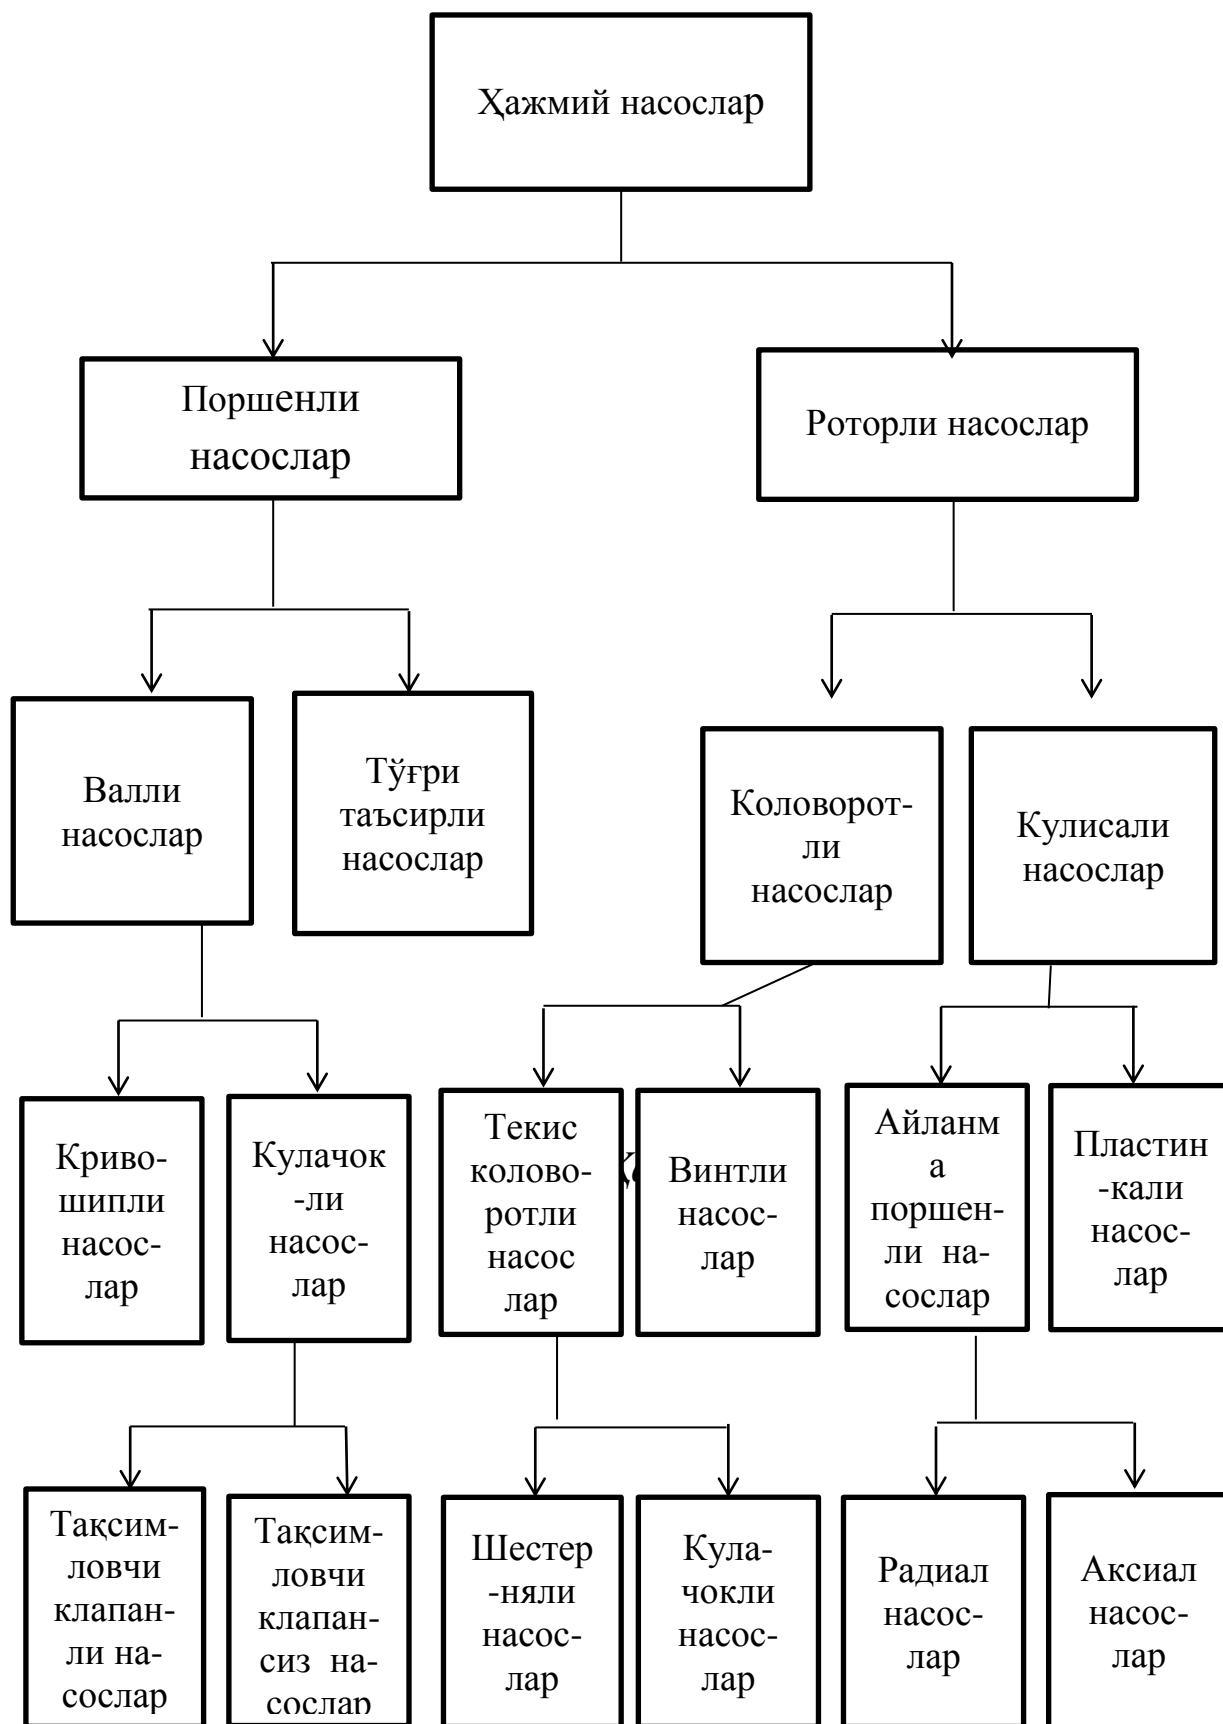 Ҳажмий насослар
Поршенли
насослар
Роторли насослар
Валли
насослар
Тўғри
таъсирли
насослар
Коловорот-
ли
насослар
Кулисали
насослар
Криво-
шипли
насос-
лар
Кулачок
-ли
насос-
лар
Текис
колово-
ротли
насос
лар
Винтли
насос-
лар
Айланм
а
поршен-
ли на-
сослар
Пластин
-кали
насос-
лар
Тақсим-
ловчи
клапан-
ли на-
сослар
Тақсим-
ловчи
клапан-
сиз на-
сослар
Шестер
-няли
насос-
лар
Кула-
чокли
насос-
лар
Радиал
насос-
лар
Аксиал
насос-
лар